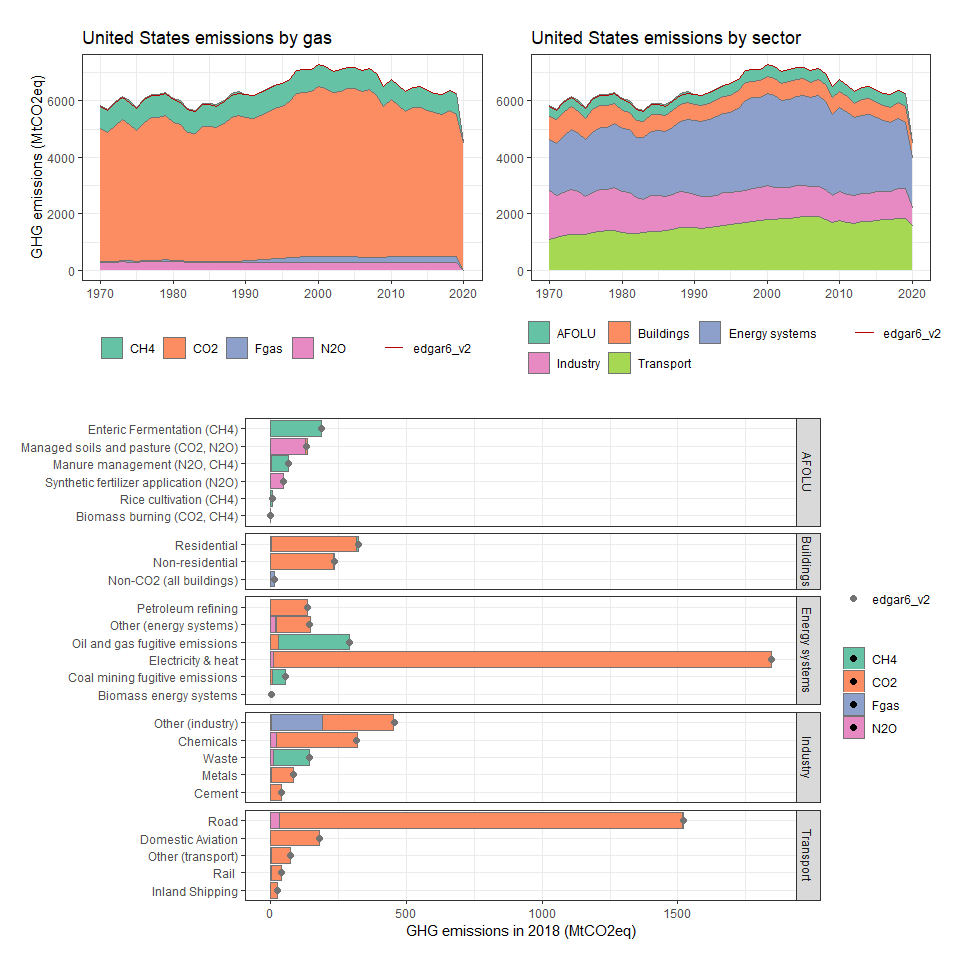 United States emissions by gas
GHG emissions (MtCO2eq)
6000
4000
2000
0
1970 1980 1990 2000 2010 2020
CH4 CO2 Fgas N2O edgar6_v2
United States emissions by sector
6000
4000
2000
0
1970 1980 1990 2000 2010 2020
AFOLU Buildings Energy systems edgar6_v2
Industry Transport
Enteric Fermentation (CH4)
Managed soils and pasture (CO2, N2O)
Manure management (N2O, CH4)
Synthetic fertilizer application (N2O)
Rice cultivation (CH4)
Biomass burning (CO2, CH4)
AFOLU
Residential
Non-residential
Non-CO2 (all buildings)
Buildings
Petroleum refining
Other (energy systems)
Oil and gas fugitive emissions
Electricity & heat
Coal mining fugitive emissions
Biomass energy systems
Energy systems
Other (industry)
Chemicals
Waste
Metals
Cement
Industry
Road
Domestic Aviation
Other (transport)
Rail
Inland Shipping
Transport
0 500 1000 1500
GHG emissions in 2018 (MtCO2eq)
edgar6_v2
CH4
CO2
Fgas
N2O